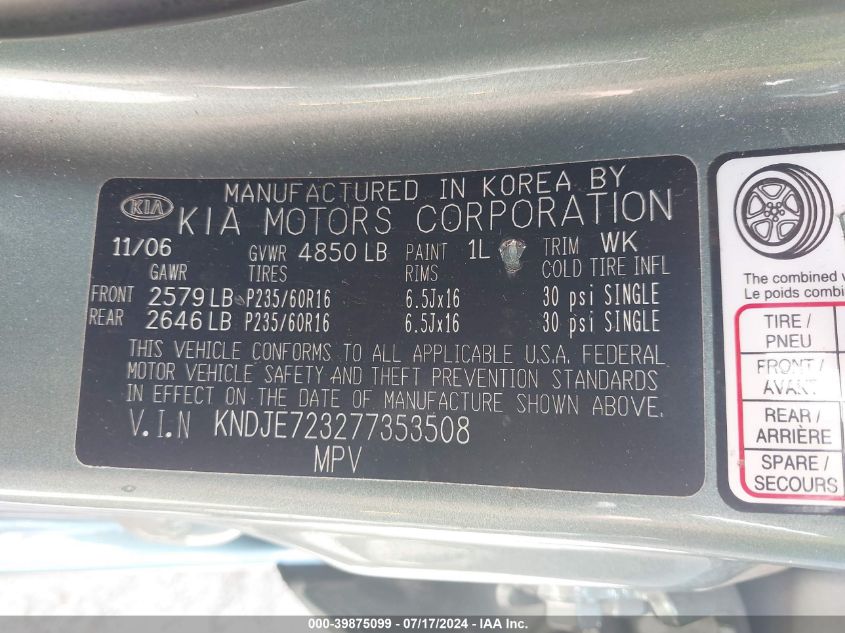 MANUFACTURED IN KOREA BY
KIA KIA MOTORS CORPORATION
11/06 GVWR 4850 LB PAINT 1L TRIM WK
GAWR TIRES RIMS COLD TIRE INFL
FRONT 2579 LB P235/60R16 6.5Jx16 30 psi SINGLE
REAR 2646 LB P235/60R16 6.5Jx16 30 psi SINGLE
THIS VEHICLE CONFORMS TO ALL APPLICABLE U.S.A. FEDERAL
MOTOR VEHICLE SAFETY AND THEFT PREVENTION STANDARDS
IN EFFECT ON THE DATE OF MANUFACTURE SHOWN ABOVE.
V.I.N KNDJE723277353508
MPV
The combined
Le poids
TIRE /
PNEU
FRONT /
AVANT
REAR /
ARRIÈRE
SPARE /
SECOURS
000-39875099 - 07/17/2024 - IAA Inc.